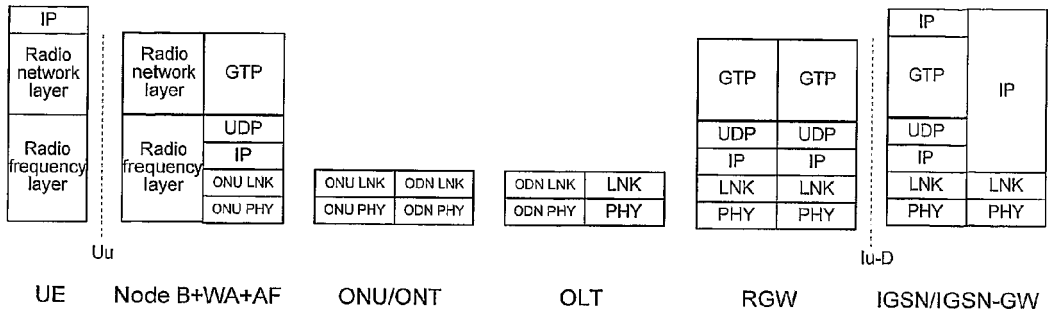 IP
Radio
network
layer
Radio
frequency
layer
Radio
network
layer
GTP
Radio
frequency
layer
UDP
IP
ONU LNK
ONU PHY
ONU LNK
ODN LNK
ONU PHY
ODN PHY
ODN LNK
LNK
ODN PHY
PHY
GTP
GTP
UDP
UDP
IP
IP
LNK
LNK
PHY
PHY
IP
GTP
IP
UDP
IP
LNK
LNK
PHY
PHY
Uu
Iu-D
UE
Node B+WA+AF
ONU/ONT
OLT
RGW
IGSN/IGSN-GW